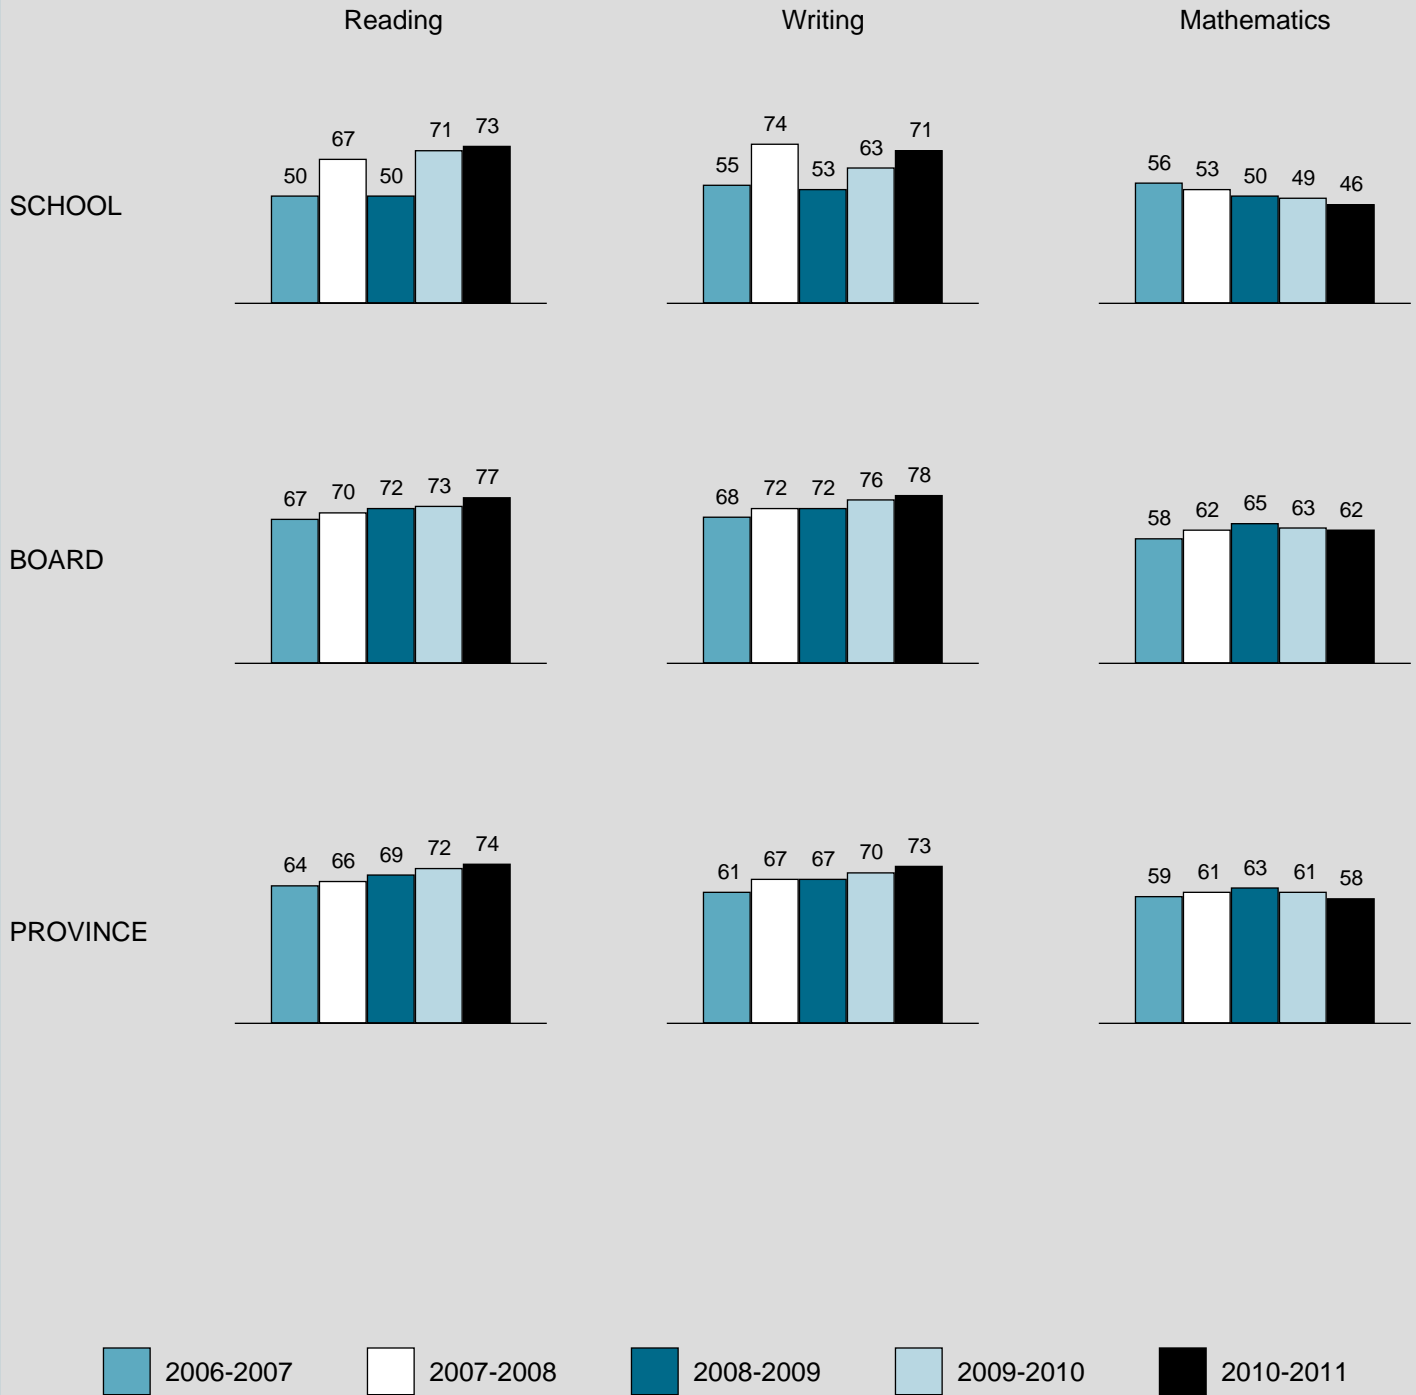 Reading Writing Mathematics
SCHOOL
50 67 50 71 73
55 74 53 63 71
56 53 50 49 46
BOARD
67 70 72 73 77
68 72 72 76 78
58 62 65 63 62
PROVINCE
64 66 69 72 74
61 67 67 70 73
59 61 63 61 58
2006-2007 2007-2008 2008-2009 2009-2010 2010-2011